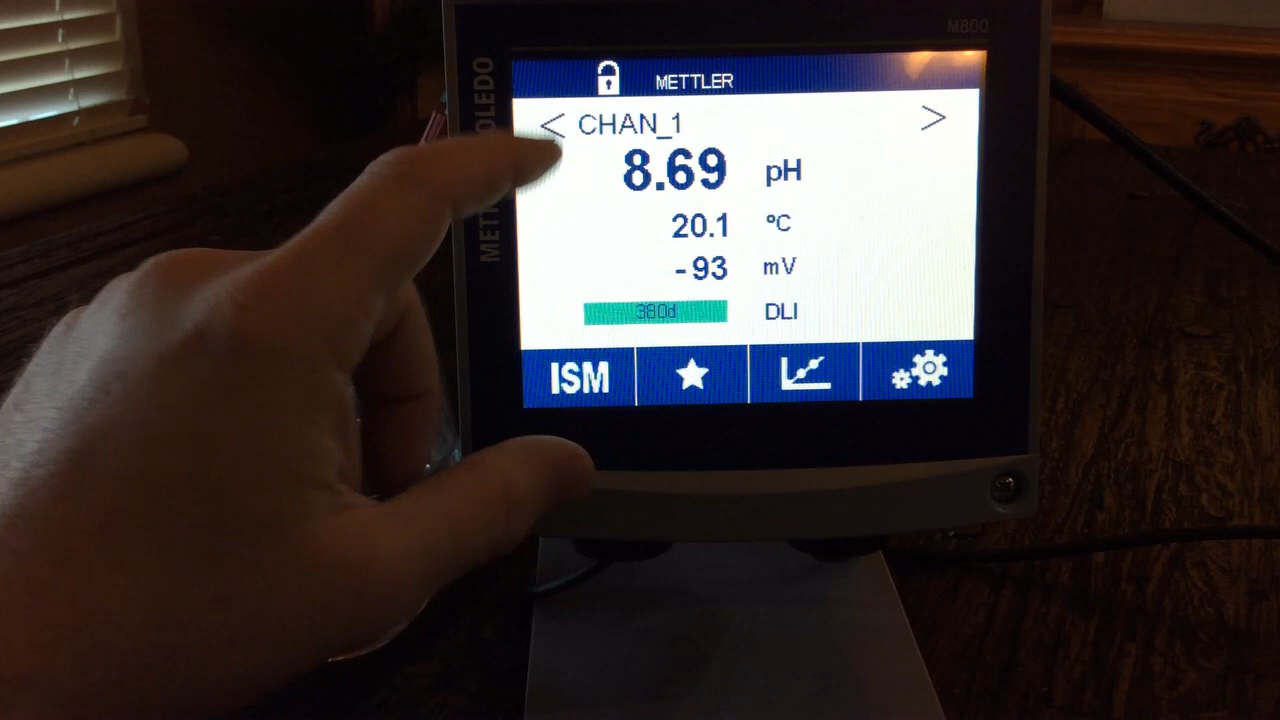 M800
METTLER TOLEDO
METTLER
< CHAN_1 >
8.69 pH
20.1 °C
-93 mV
380d DLI
ISM